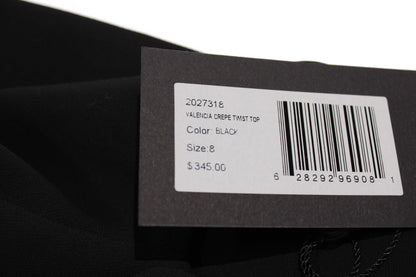 2027318
VALENCIA CREPE TWIST TOP
Color: BLACK
Size:8
$ 345.00
6 28292 96908 1